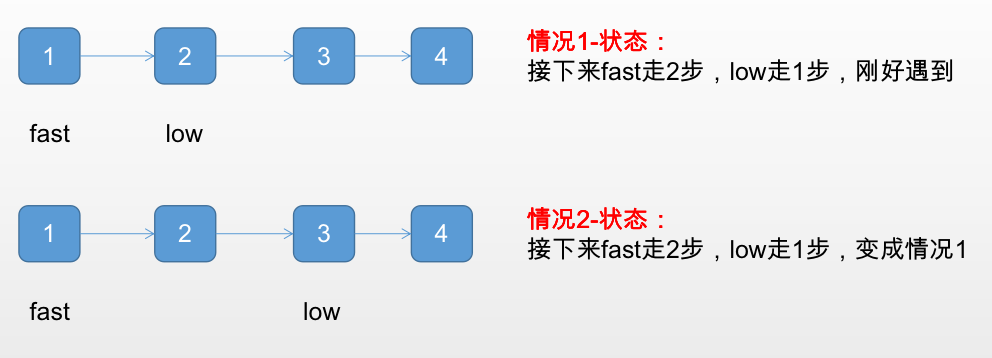 1 2 3 4
情况1-状态：
接下来fast走2步，low走1步，刚好遇到
fast low
1 2 3 4
情况2-状态：
接下来fast走2步，low走1步，变成情况1
fast low